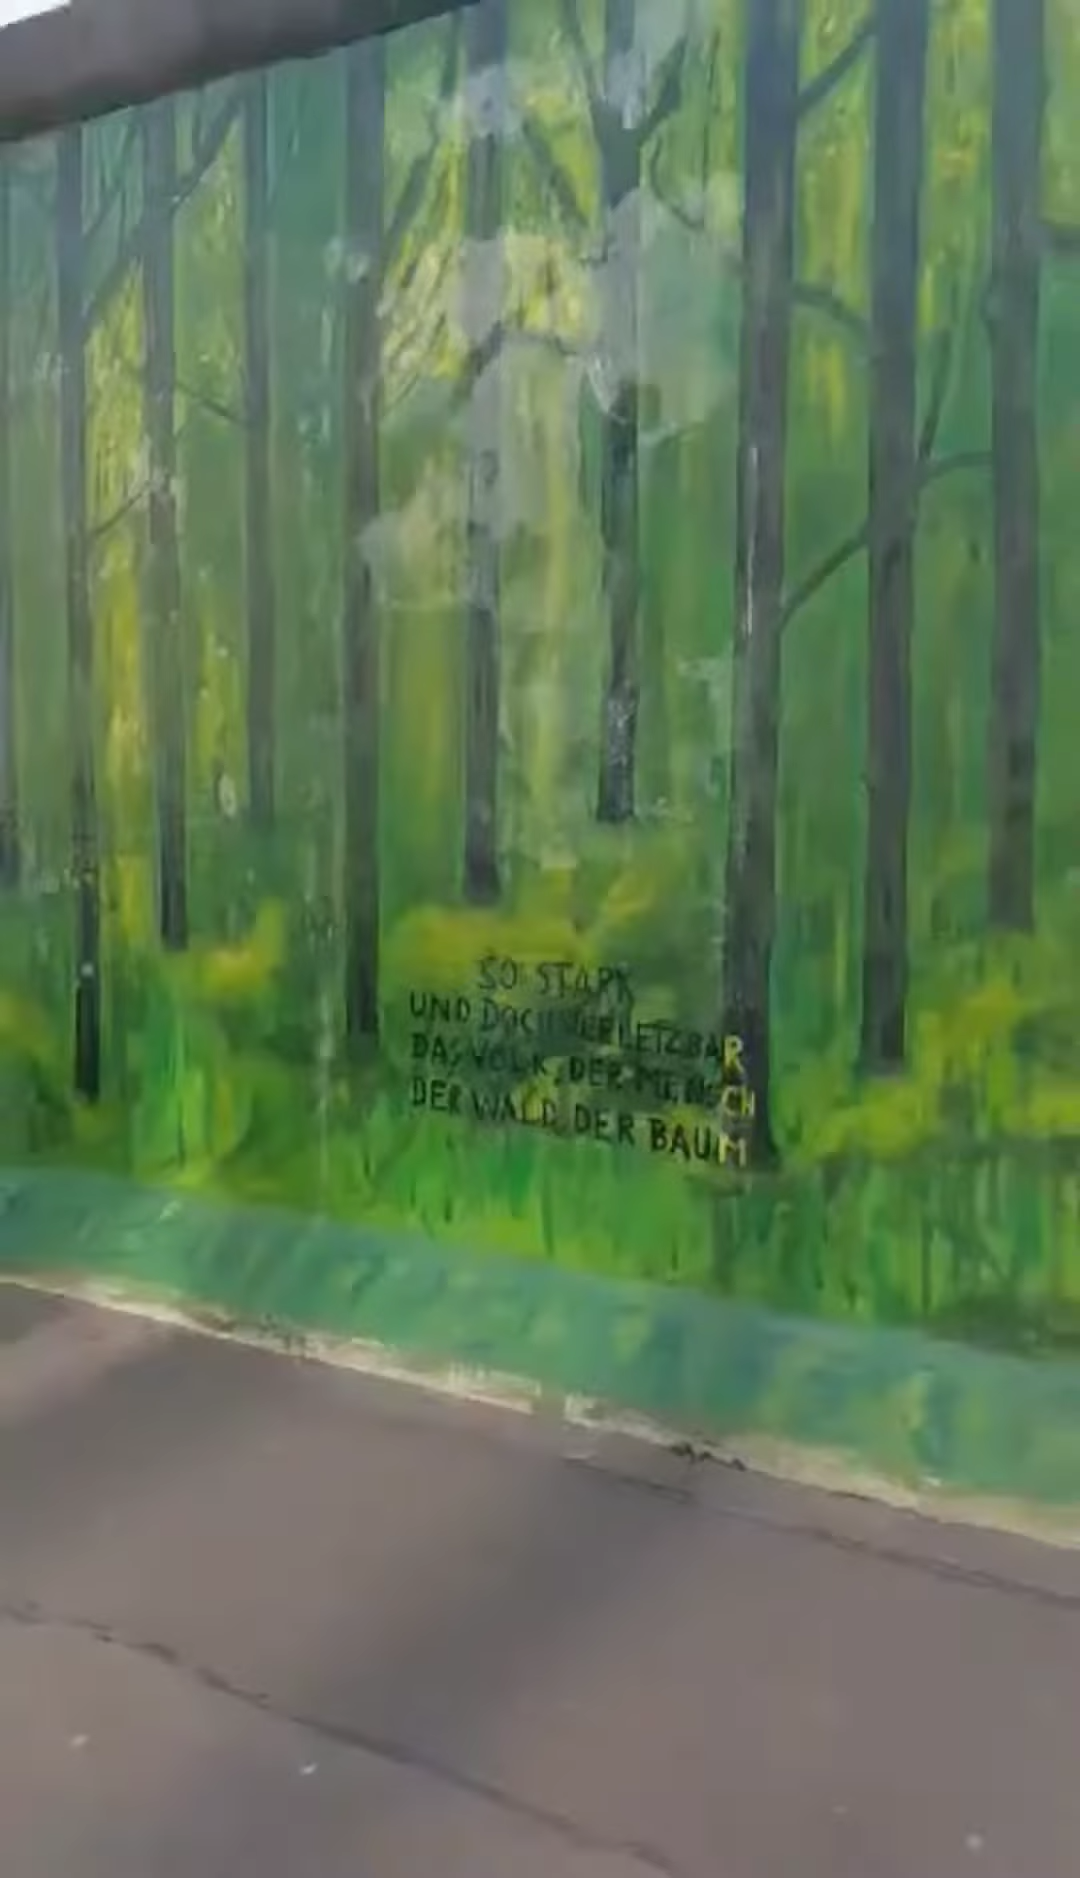 SO STARK
UND DOCH VERLETZBAR
DAS VOLK, DER MENSCH
DER WALD, DER BAUM